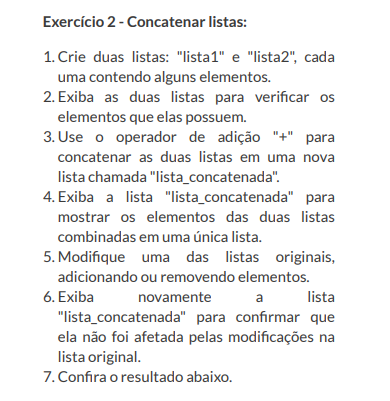 Exercício 2 - Concatenar listas:
1. Crie duas listas: "lista1" e "lista2", cada
uma contendo alguns elementos.
2. Exiba as duas listas para verificar os
elementos que elas possuem.
3. Use o operador de adição "+" para
concatenar as duas listas em uma nova
lista chamada "lista_concatenada".
4. Exiba a lista "lista_concatenada" para
mostrar os elementos das duas listas
combinadas em uma única lista.
5. Modifique uma das listas originais,
adicionando ou removendo elementos.
6. Exiba novamente a lista
"lista_concatenada" para confirmar que
ela não foi afetada pelas modificações na
lista original.
7. Confira o resultado abaixo.